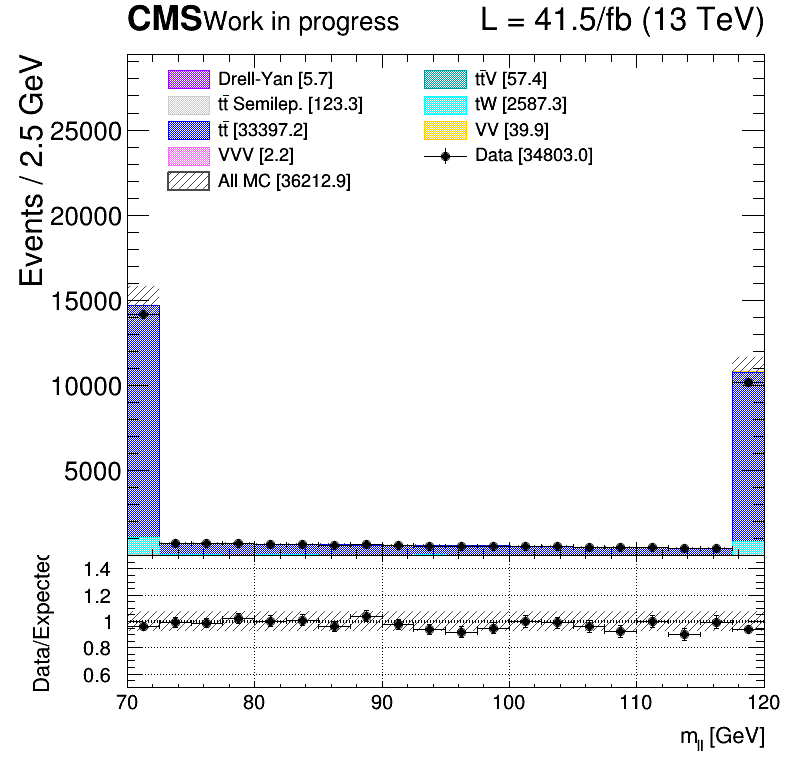 CMS Work in progress L = 41.5/fb (13 TeV)
Events / 2.5 GeV
Drell-Yan [5.7]
tt̄ Semilep. [123.3]
tt̄ [33397.2]
VVV [2.2]
All MC [36212.9]
tt̄V [57.4]
tW [2587.3]
VV [39.9]
Data [34803.0]
25000
20000
15000
10000
5000
Data/Expected
1.4
1.2
1
0.8
0.6
70 80 90 100 110 120
m_ll [GeV]